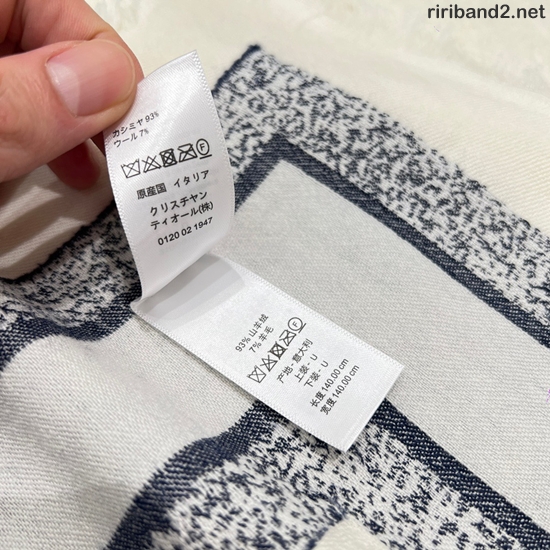 riribandz.net
カシミヤ 93%
ウール 7%
F
原産国 イタリア
クリスチャン
ディオール(株)
0120 02 1947
93% 山羊绒
7% 羊毛
F
产地 - 意大利
上装 - U
下装 - U
长度 140.00 cm
宽度 140.00 cm